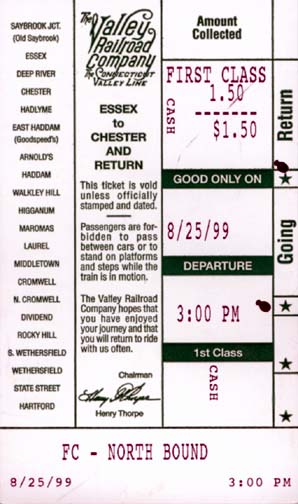 SAYBROOK JCT.
(Old Saybrook)
ESSEX
DEEP RIVER
CHESTER
HADLYME
EAST HADDAM
(Goodspeed's)
ARNOLD'S
HADDAM
WALKLEY HILL
HIGGANUM
MAROMAS
LAUREL
MIDDLETOWN
CROMWELL
N. CROMWELL
DIVIDEND
ROCKY HILL
S. WETHERSFIELD
WETHERSFIELD
STATE STREET
HARTFORD
The Valley
Railroad
Company
The Connecticut
Valley Line
ESSEX
to
CHESTER
AND
RETURN
This ticket is void
unless officially
stamped and dated.
Passengers are for-
bidden to pass
between cars or to
stand on platforms
and steps while the
train is in motion.
The Valley Railroad
Company hopes that
you have enjoyed
your journey and that
you will return to ride
with us often.
Chairman
Henry Thorpe
Henry Thorpe
Amount
Collected
FIRST CLASS
1.50
CASH
-------
$1.50
GOOD ONLY ON
8/25/99
DEPARTURE
3:00 PM
1st Class
CASH
Return
Going
FC - NORTH BOUND
8/25/99 3:00 PM